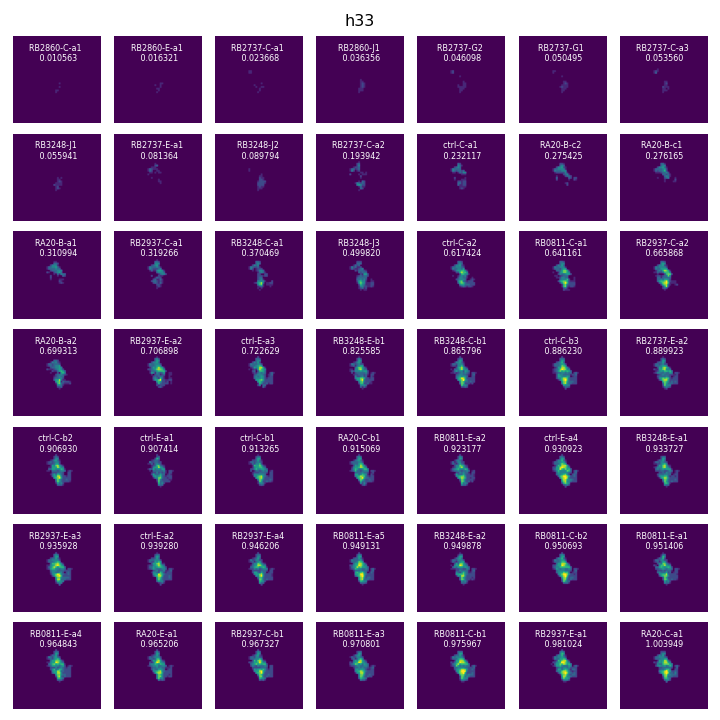 h33
RB2860-C-a1
0.010563
RB2860-E-a1
0.016321
RB2737-C-a1
0.023668
RB2860-J1
0.036356
RB2737-G2
0.046098
RB2737-G1
0.050495
RB2737-C-a3
0.053560
RB3248-J1
0.055941
RB2737-E-a1
0.081364
RB3248-J2
0.089794
RB2737-C-a2
0.193942
ctrl-C-a1
0.232117
RA20-B-c2
0.275425
RA20-B-c1
0.276165
RA20-B-a1
0.310994
RB2937-C-a1
0.319266
RB3248-C-a1
0.370469
RB3248-J3
0.499820
ctrl-C-a2
0.617424
RB0811-C-a1
0.641161
RB2937-C-a2
0.665868
RA20-B-a2
0.699313
RB2937-E-a2
0.706898
ctrl-E-a3
0.722629
RB3248-E-b1
0.825585
RB3248-C-b1
0.865796
ctrl-C-b3
0.886230
RB2737-E-a2
0.889923
ctrl-C-b2
0.906930
ctrl-E-a1
0.907414
ctrl-C-b1
0.913265
RA20-C-b1
0.915069
RB0811-E-a2
0.923177
ctrl-E-a4
0.930923
RB3248-E-a1
0.933727
RB2937-E-a3
0.935928
ctrl-E-a2
0.939280
RB2937-E-a4
0.946206
RB0811-E-a5
0.949131
RB3248-E-a2
0.949878
RB0811-C-b2
0.950693
RB0811-E-a1
0.951406
RB0811-E-a4
0.964843
RA20-E-a1
0.965206
RB2937-C-b1
0.967327
RB0811-E-a3
0.970801
RB0811-C-b1
0.975967
RB2937-E-a1
0.981024
RA20-C-a1
1.003949